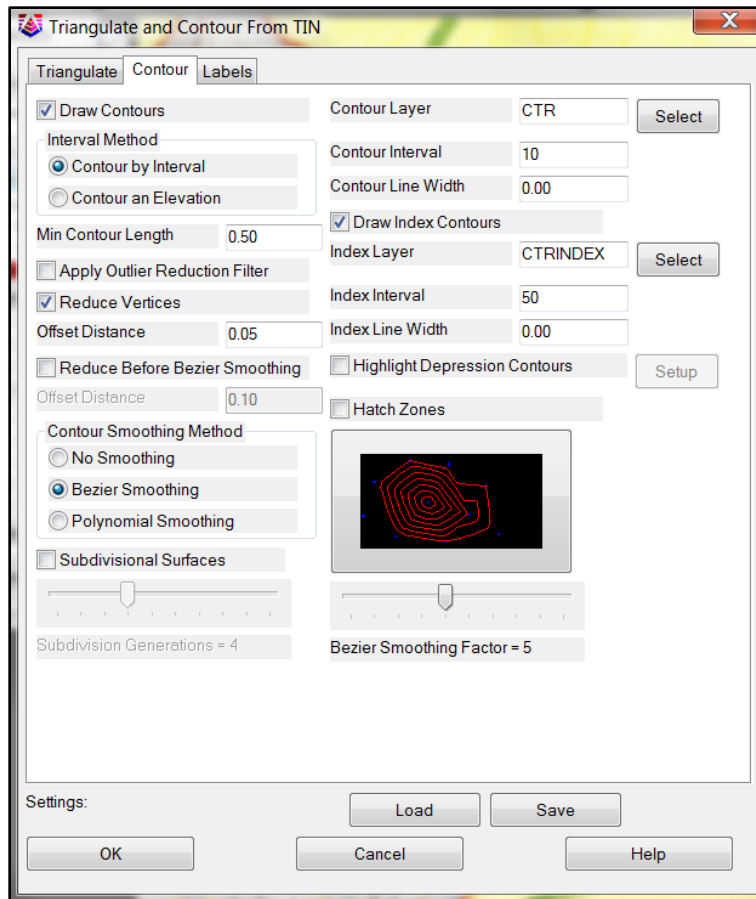 Triangulate and Contour From TIN
X
Triangulate Contour Labels
Draw Contours
Interval Method
Contour by Interval
Contour an Elevation
Min Contour Length 0.50
Apply Outlier Reduction Filter
Reduce Vertices
Offset Distance 0.05
Reduce Before Bezier Smoothing
Offset Distance 0.10
Contour Smoothing Method
No Smoothing
Bezier Smoothing
Polynomial Smoothing
Subdivisional Surfaces
Subdivision Generations = 4
Contour Layer CTR Select
Contour Interval 10
Contour Line Width 0.00
Draw Index Contours
Index Layer CTRINDEX Select
Index Interval 50
Index Line Width 0.00
Highlight Depression Contours Setup
Hatch Zones
Bezier Smoothing Factor = 5
Settings: Load Save
OK Cancel Help